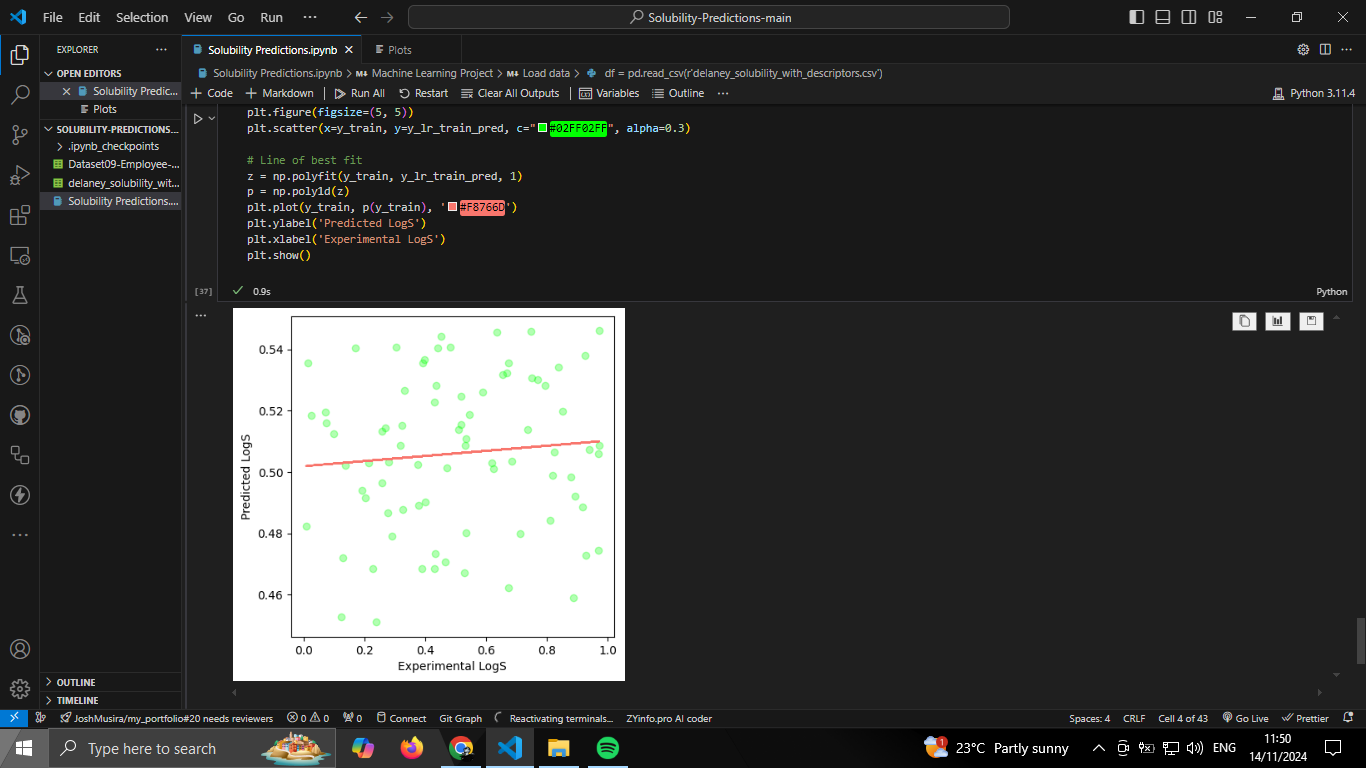 File Edit Selection View Go Run ··· Solubility-Predictions-main
EXPLORER ···
OPEN EDITORS
Solubility Predic...
Plots
SOLUBILITY-PREDICTIONS...
.ipynb_checkpoints
Dataset09-Employee-...
delaney_solubility_wit...
Solubility Predictions....
OUTLINE
TIMELINE
Solubility Predictions.ipynb Plots ···
Solubility Predictions.ipynb > M Machine Learning Project > M Load data > df = pd.read_csv(r'delaney_solubility_with_descriptors.csv')
+ Code + Markdown Run All Restart Clear All Outputs Variables Outline ··· Python 3.11.4
plt.figure(figsize=(5, 5))
plt.scatter(x=y_train, y=y_lr_train_pred, c="#02FF02FF", alpha=0.3)
# Line of best fit
z = np.polyfit(y_train, y_lr_train_pred, 1)
p = np.poly1d(z)
plt.plot(y_train, p(y_train), '#F8766D')
plt.ylabel('Predicted LogS')
plt.xlabel('Experimental LogS')
plt.show()
[37] 0.9s Python
···
Predicted LogS
0.54
0.52
0.50
0.48
0.46
0.0 0.2 0.4 0.6 0.8 1.0
Experimental LogS
JoshMusira/my_portfolio#20 needs reviewers 0 0 0 Connect Git Graph Reactivating terminals... ZYinfo.pro AI coder Spaces: 4 CRLF Cell 4 of 43 Go Live Prettier
Type here to search 1 23°C Partly sunny ENG 11:50
14/11/2024